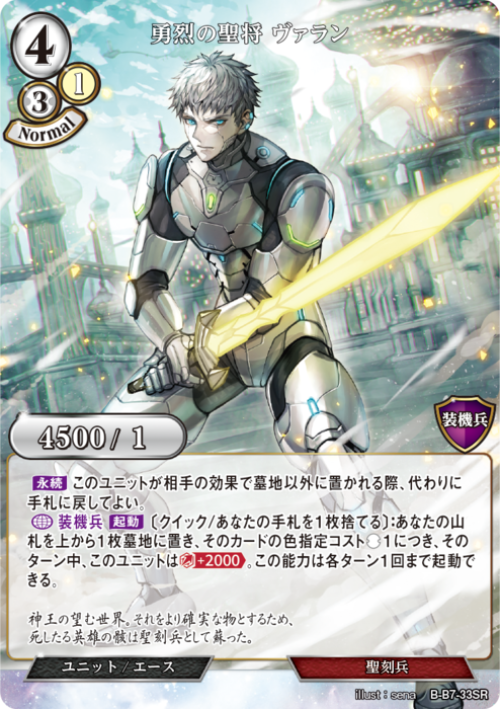 勇烈の聖将 ヴァラン
4
3
1
Normal
4500 / 1
装機兵
永続 このユニットが相手の効果で墓地以外に置かれる際、代わりに
手札に戻してよい。
装機兵 起動 〔クイック/あなたの手札を1枚捨てる〕:あなたの山
札を上から1枚墓地に置き、そのカードの色指定コスト 1につき、その
ターン中、このユニットは +2000 。この能力は各ターン1回まで起動で
きる。
神王の望む世界。それをより確実な物とするため、
死したる英雄の骸は聖刻兵として蘇った。
ユニット / エース
聖刻兵
illust : sena / B-B7-33SR